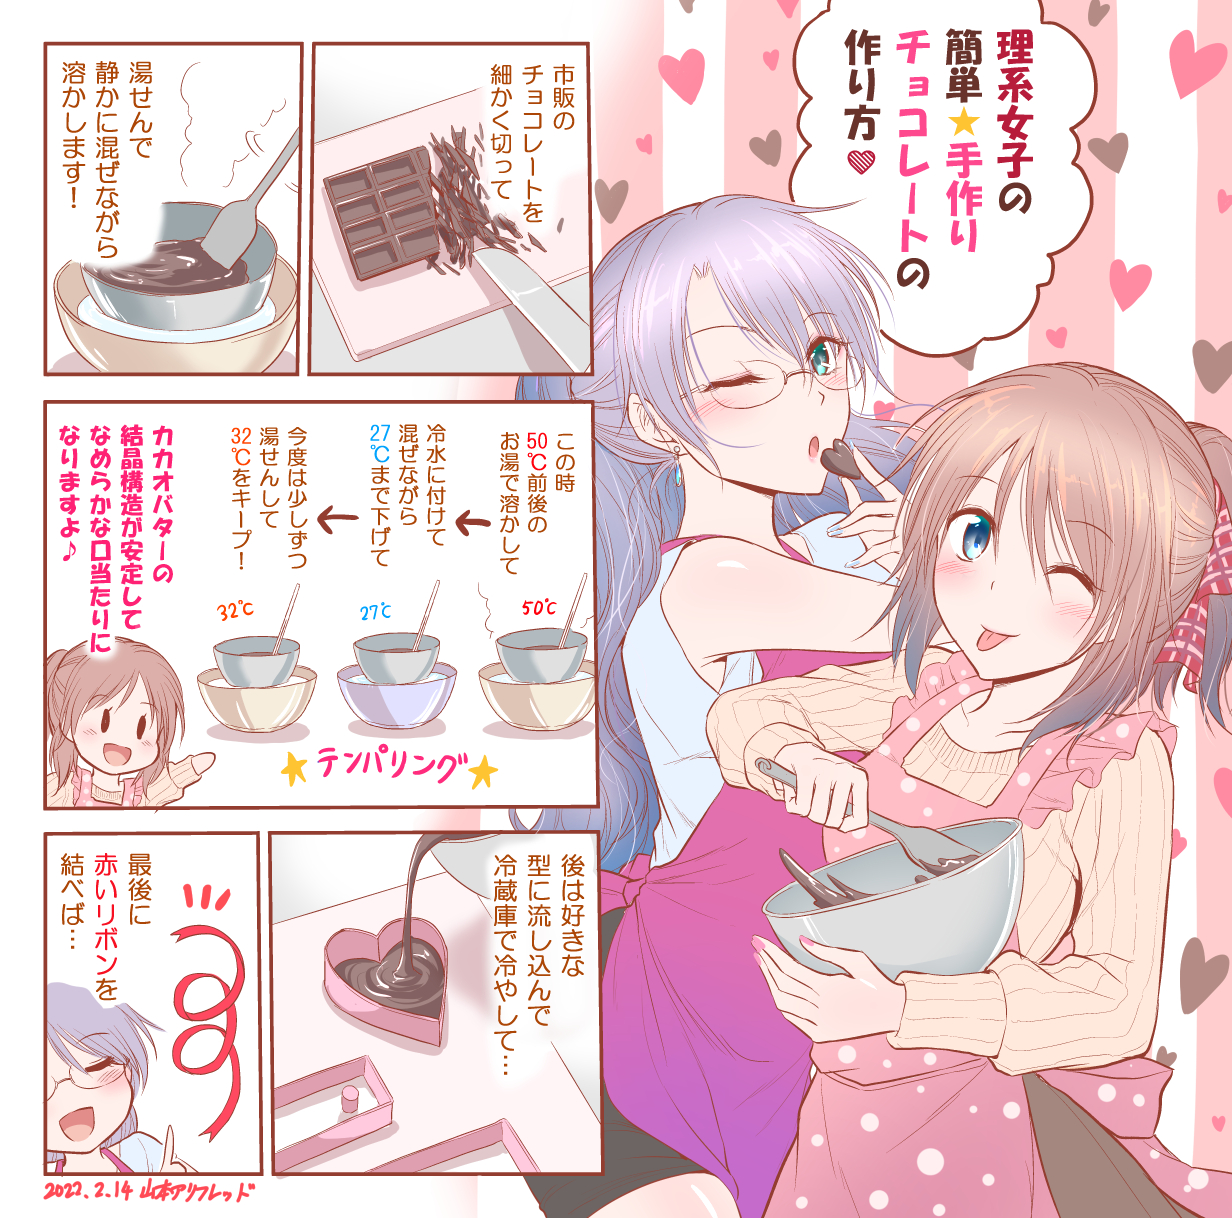 理系女子の
簡単★手作り
チョコレートの
作り方♥
市販の
チョコレートを
細かく切って
湯せんで
静かに混ぜながら
溶かします！
この時
50℃前後の
お湯で溶かして
冷水に付けて
混ぜながら
27℃まで下げて
今度は少しずつ
湯せんして
32℃をキープ！
カカオバターの
結晶構造が安定して
なめらかな口当たりに
なりますよ♪
50℃
27℃
32℃
★テンパリング★
後は好きな
型に流し込んで
冷蔵庫で冷やして…
最後に
赤いリボンを
結べば…
2022.2.14 山本アリフレッド